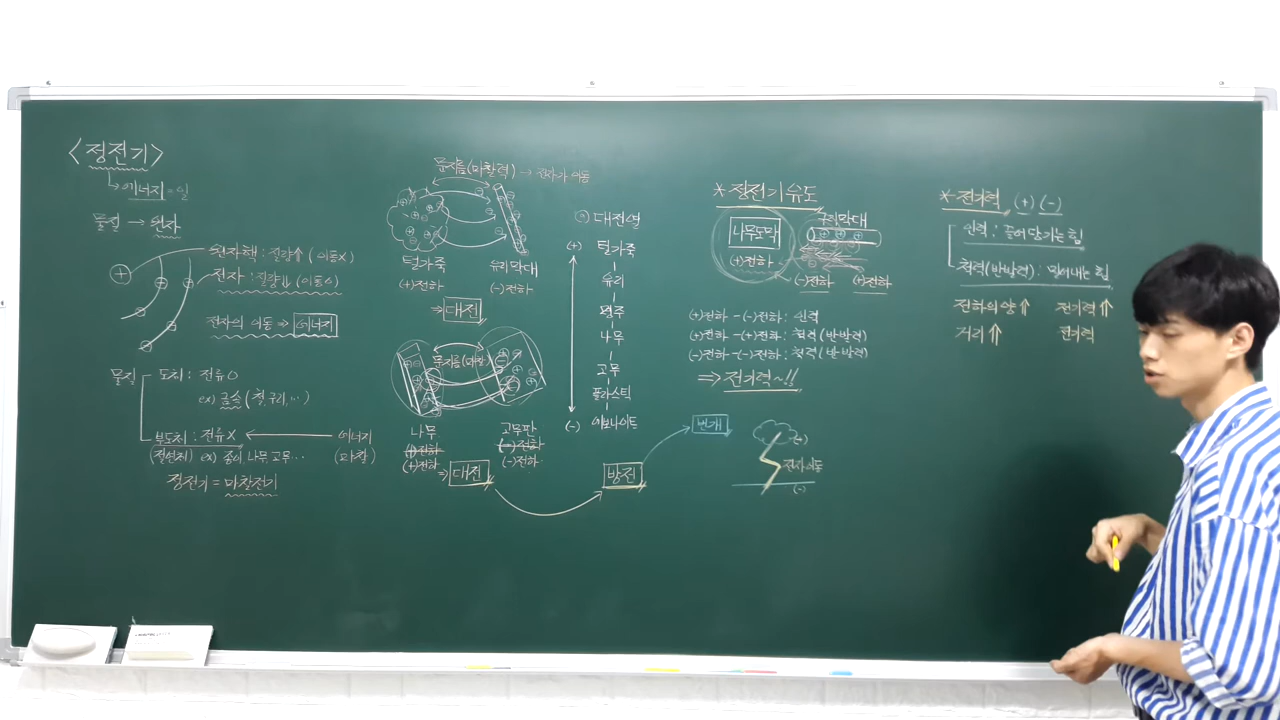 <정전기>
↳ 에너지 = 일
물질 → 원자
원자핵 : 질량↑ (이동X)
전자 : 질량↓ (이동O)
전자의 이동 ⇒ 에너지
물질
도체 : 전류O
ex) 금속 (철, 구리, …)
부도체 : 전류X ← 에너지
(절연체) ex) 종이, 나무, 고무… (마찰)
정전기 = 마찰전기
문지름(마찰력) → 전자가 이동
털가죽 유리막대
(+)전하 (-)전하
⇒ 대전
문지름(마찰)
나무 고무판
(+)전하 (-)전하
(+)전하 (-)전하
⇒ 대전
방전
번개
대전열
(+) 털가죽
유리
명주
나무
고무
플라스틱
(-) 에보나이트
* 정전기 유도
나무도막 구리막대
(+)전하
(-)전하 (+)전하
(+)전하 - (-)전하 : 인력
(+)전하 - (+)전하 : 척력 (반발력)
(-)전하 - (-)전하 : 척력 (반발력)
⇒ 전기력~!!
(-)
전자이동
(-)
* 전기력 (+) (-)
인력 : 끌어당기는 힘
척력(반발력) : 밀어내는 힘
전하의 양⇑ 전기력⇑
거리⇑ 전기력